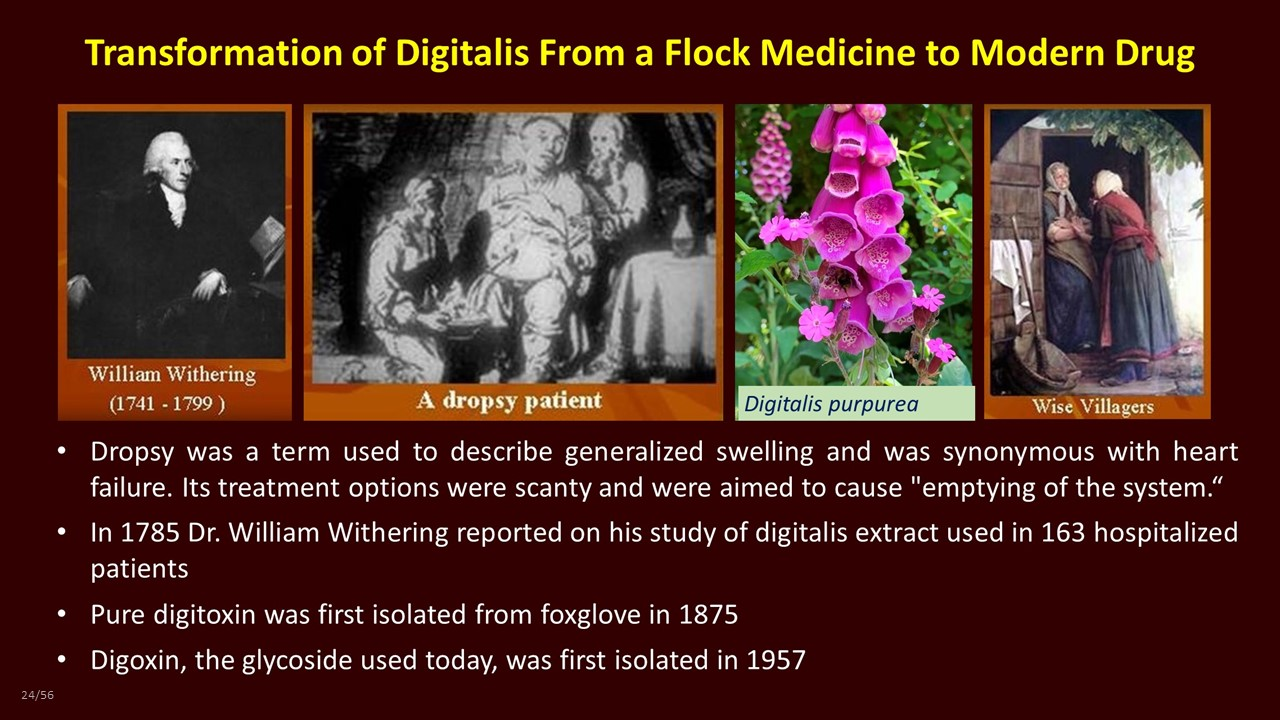 Transformation of Digitalis From a Flock Medicine to Modern Drug
William Withering
(1741 - 1799 )
A dropsy patient
Digitalis purpurea
Wise Villagers
• Dropsy was a term used to describe generalized swelling and was synonymous with heart
failure. Its treatment options were scanty and were aimed to cause "emptying of the system.“
• In 1785 Dr. William Withering reported on his study of digitalis extract used in 163 hospitalized
patients
• Pure digitoxin was first isolated from foxglove in 1875
• Digoxin, the glycoside used today, was first isolated in 1957
24/56